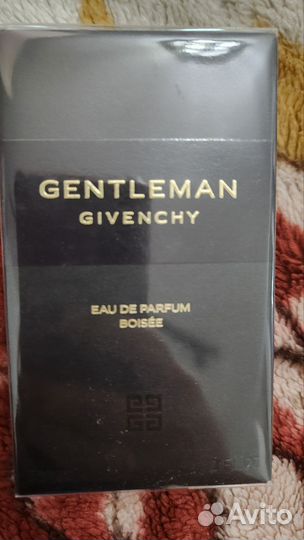 GENTLEMAN
GIVENCHY
EAU DE PARFUM
BOISÉE
Avito